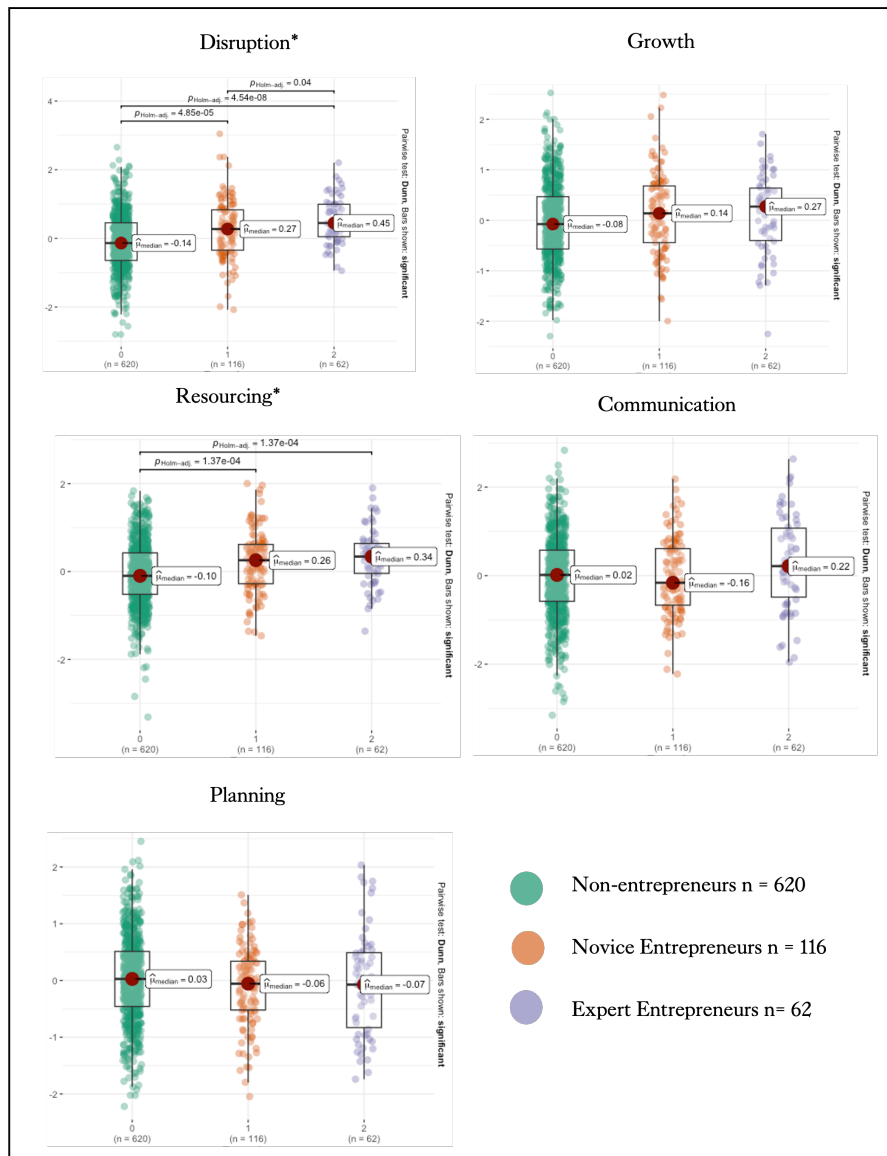 Disruption*
Growth
pHolm-adj. = 0.04
pHolm-adj. = 4.54e-08
pHolm-adj. = 4.85e-05
4
2
0
-2
μ̂median = -0.14
μ̂median = 0.27
μ̂median = 0.45
Pairwise test: Dunn, Bars shown: significant
0
(n = 620)
1
(n = 116)
2
(n = 62)
2
1
0
-1
-2
μ̂median = -0.08
μ̂median = 0.14
μ̂median = 0.27
Pairwise test: Dunn, Bars shown: significant
0
(n = 620)
1
(n = 116)
2
(n = 62)
Resourcing*
Communication
pHolm-adj. = 1.37e-04
pHolm-adj. = 1.37e-04
2
0
-2
μ̂median = -0.10
μ̂median = 0.26
μ̂median = 0.34
Pairwise test: Dunn, Bars shown: significant
0
(n = 620)
1
(n = 116)
2
(n = 62)
2
0
-2
μ̂median = 0.02
μ̂median = -0.16
μ̂median = 0.22
Pairwise test: Dunn, Bars shown: significant
0
(n = 620)
1
(n = 116)
2
(n = 62)
Planning
2
1
0
-1
-2
μ̂median = 0.03
μ̂median = -0.06
μ̂median = -0.07
Pairwise test: Dunn, Bars shown: significant
0
(n = 620)
1
(n = 116)
2
(n = 62)
Non-entrepreneurs n = 620
Novice Entrepreneurs n = 116
Expert Entrepreneurs n= 62